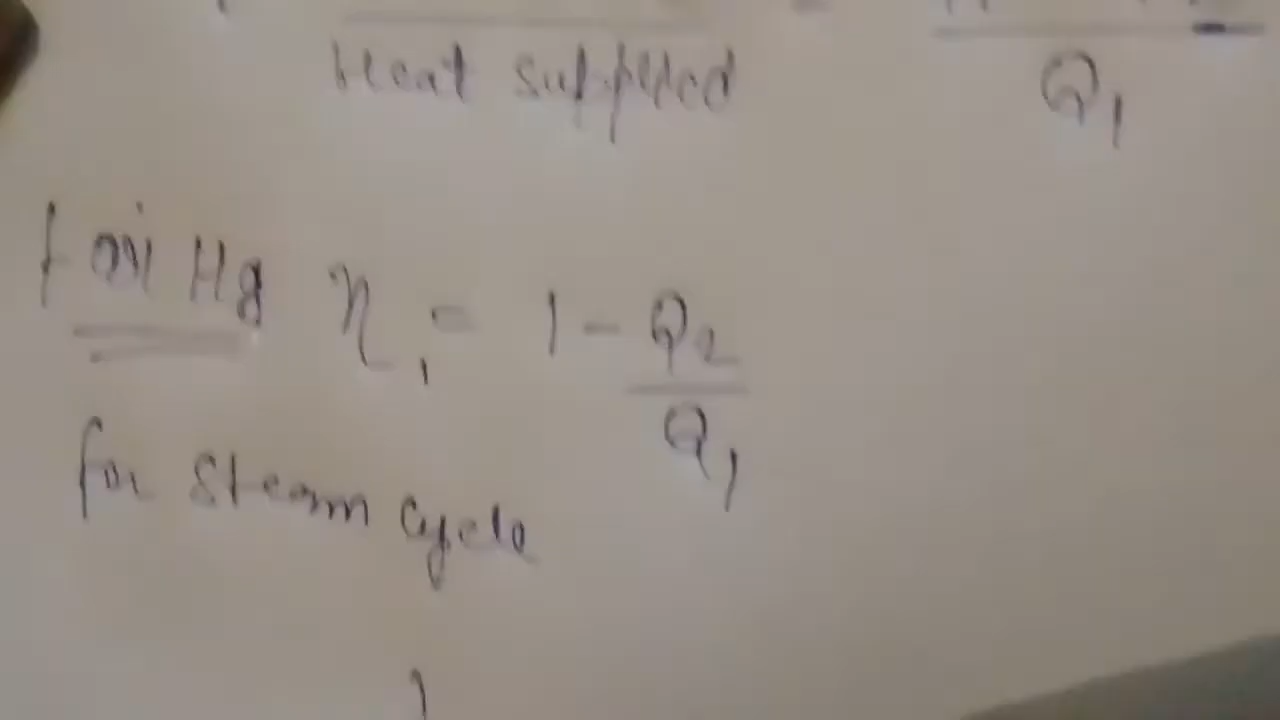 Heat supplied = Q1
for Hg η1 = 1 - Q2/Q1
for steam cycle